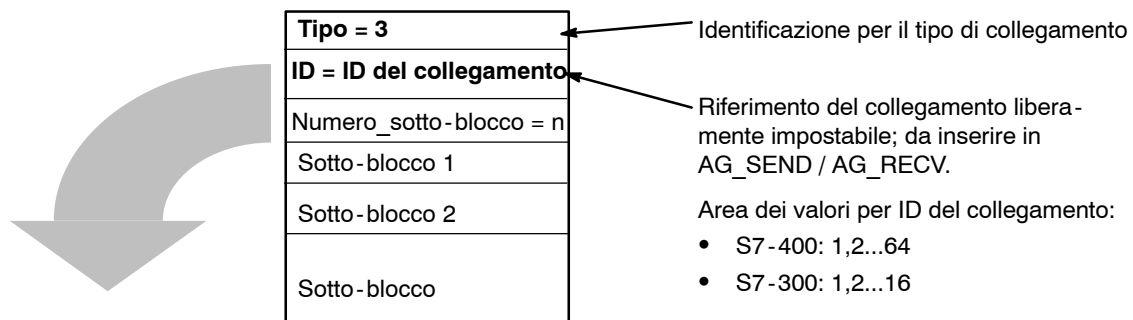 Tipo = 3
ID = ID del collegamento
Numero_sotto-blocco = n
Sotto-blocco 1
Sotto-blocco 2
Sotto-blocco
Identificazione per il tipo di collegamento
Riferimento del collegamento libera-
mente impostabile; da inserire in
AG_SEND / AG_RECV.
Area dei valori per ID del collegamento:
• S7-400: 1,2...64
• S7-300: 1,2...16